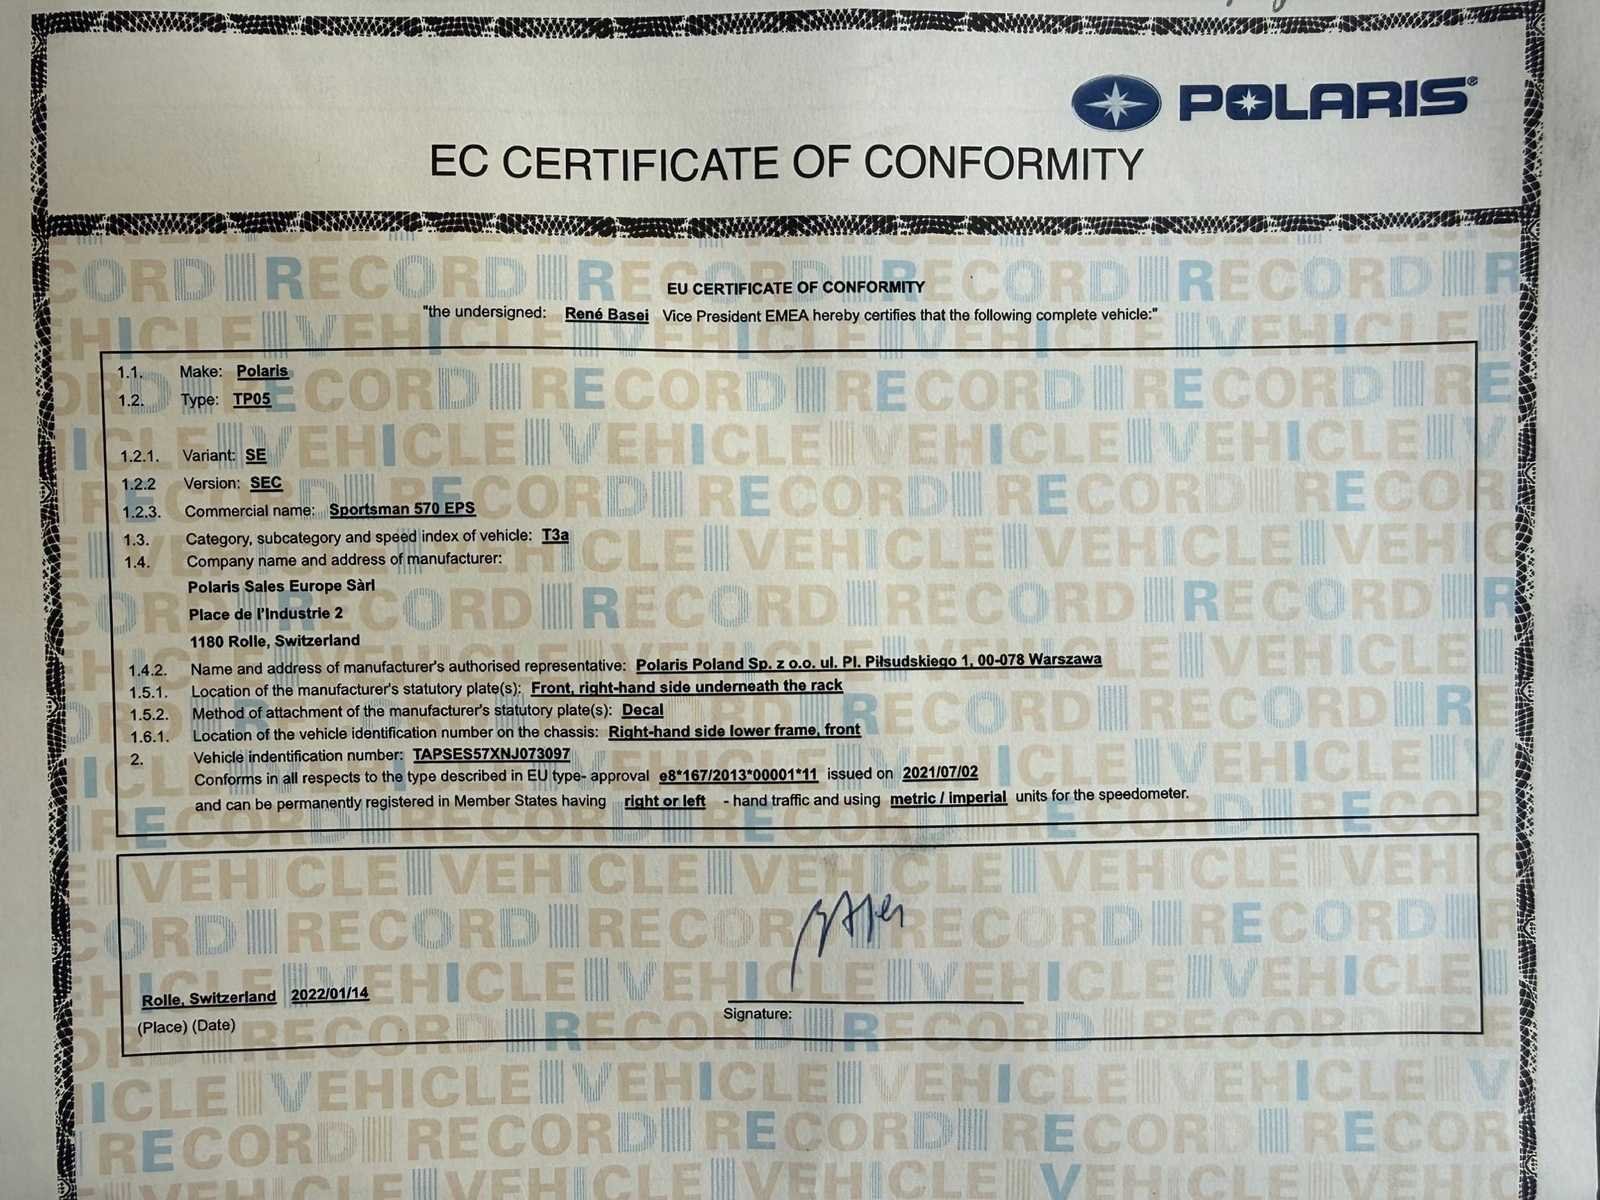 POLARIS®
EC CERTIFICATE OF CONFORMITY
EU CERTIFICATE OF CONFORMITY
"the undersigned: René Basei Vice President EMEA hereby certifies that the following complete vehicle:"
1.1. Make: Polaris
1.2. Type: TP05
1.2.1. Variant: SE
1.2.2 Version: SEC
1.2.3. Commercial name: Sportsman 570 EPS
1.3. Category, subcategory and speed index of vehicle: T3a
1.4. Company name and address of manufacturer:
Polaris Sales Europe Sàrl
Place de l'Industrie 2
1180 Rolle, Switzerland
1.4.2. Name and address of manufacturer's authorised representative: Polaris Poland Sp. z o.o. ul. Pl. Piłsudskiego 1, 00-078 Warszawa
1.5.1. Location of the manufacturer's statutory plate(s): Front, right-hand side underneath the rack
1.5.2. Method of attachment of the manufacturer's statutory plate(s): Decal
1.6.1. Location of the vehicle identification number on the chassis: Right-hand side lower frame, front
2. Vehicle indentification number: TAPSES57XNJ073097
Conforms in all respects to the type described in EU type- approval e8*167/2013*00001*11 issued on 2021/07/02
and can be permanently registered in Member States having right or left - hand traffic and using metric / imperial units for the speedometer.
Rolle, Switzerland 2022/01/14
(Place) (Date)
Signature: